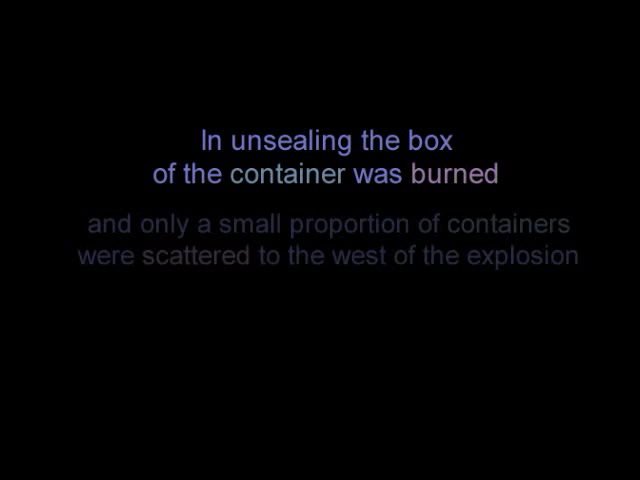 In unsealing the box
of the container was burned
and only a small proportion of containers
were scattered to the west of the explosion